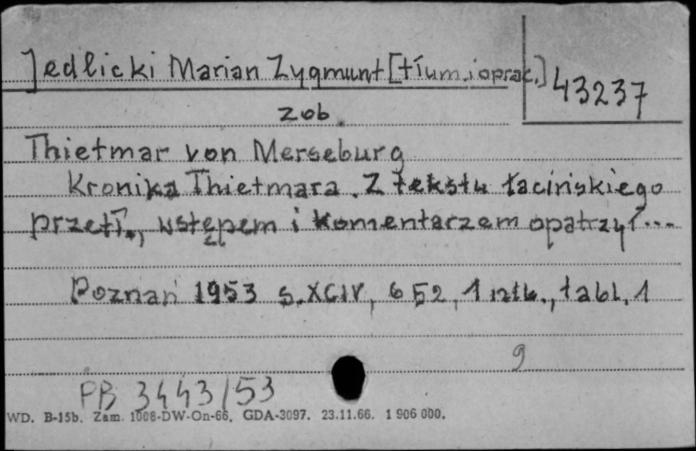 Jedlicki Marian Zygmunt [tłum. i oprac.]
43237
zob.
Thietmar von Merseburg
Kronika Thietmara. Z tekstu łacińskiego
przetł., wstępem i komentarzem opatrzył...
Poznań 1953 s. XCIV, 652, 1 nlb., tabl. 1
9
PB 3443/53
WD. B-15b. Zam. 1008-DW-On-66. GDA-3097. 23.11.66. 1 906 000.